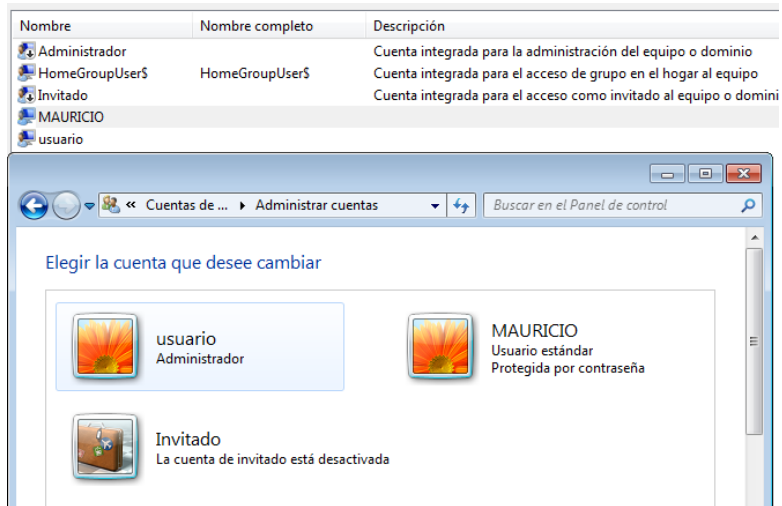 Nombre Nombre completo Descripción
Administrador Cuenta integrada para la administración del equipo o dominio
HomeGroupUser$ HomeGroupUser$ Cuenta integrada para el acceso de grupo en el hogar al equipo
Invitado Cuenta integrada para el acceso como invitado al equipo o domini
MAURICIO
usuario
« Cuentas de ... Administrar cuentas Buscar en el Panel de control
Elegir la cuenta que desee cambiar
usuario
Administrador
MAURICIO
Usuario estándar
Protegida por contraseña
Invitado
La cuenta de invitado está desactivada